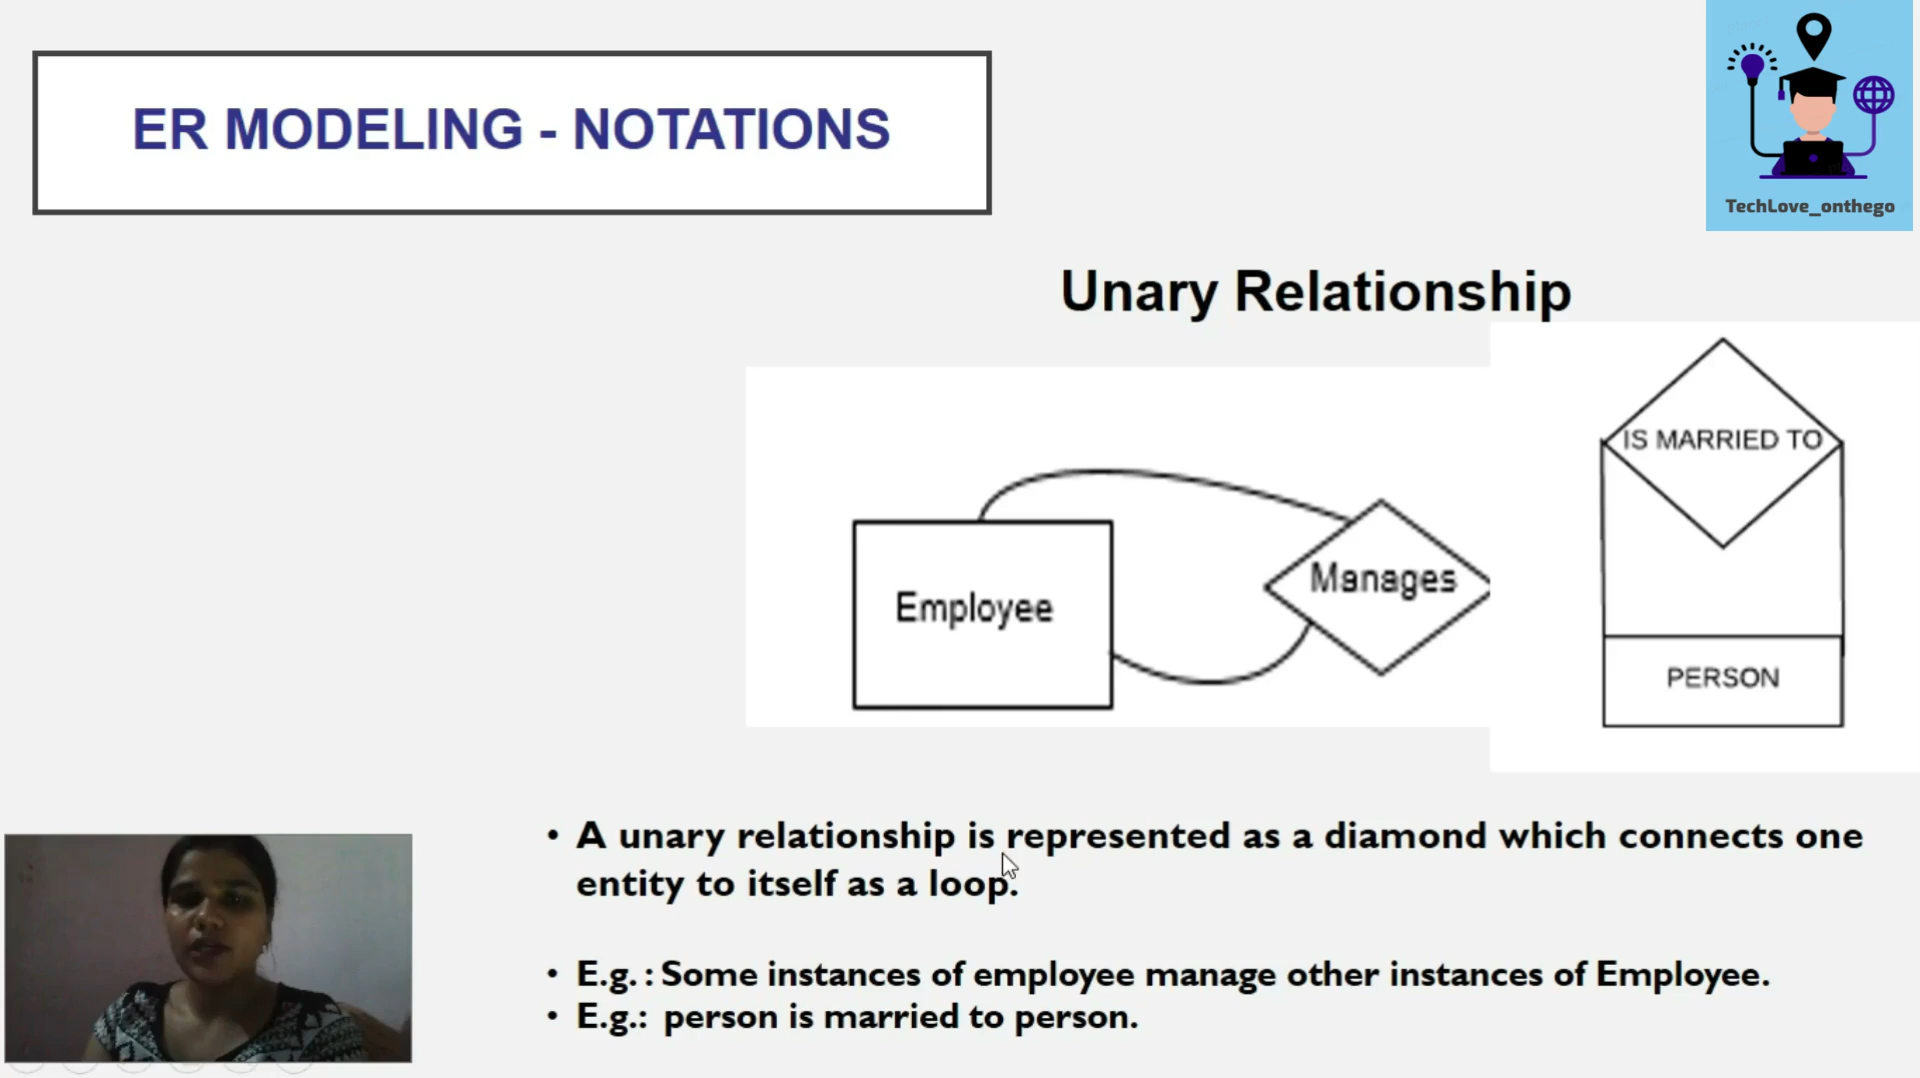 ER MODELING - NOTATIONS
TechLove_onthego
Unary Relationship
IS MARRIED TO
Manages
Employee
PERSON
• A unary relationship is represented as a diamond which connects one
entity to itself as a loop.
• E.g. : Some instances of employee manage other instances of Employee.
• E.g.: person is married to person.